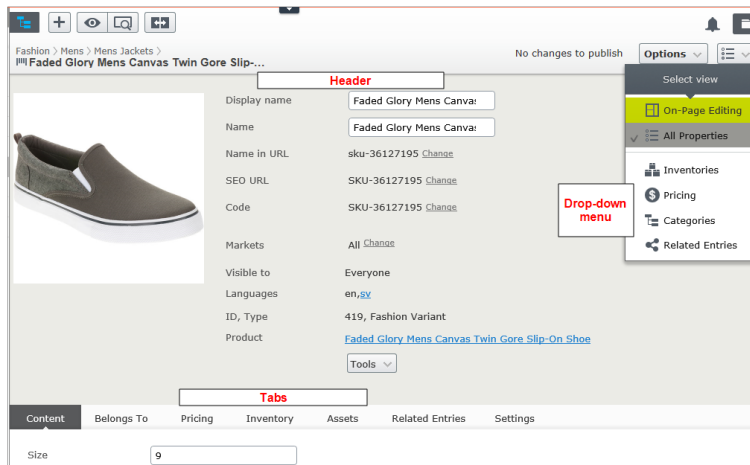 Fashion > Mens > Mens Jackets >
Faded Glory Mens Canvas Twin Gore Slip-...
No changes to publish
Options
Select view
On-Page Editing
All Properties
Inventories
Pricing
Categories
Related Entries
Header
Drop-down
menu
Display name
Faded Glory Mens Canva
Name
Faded Glory Mens Canva
Name in URL
sku-36127195 Change
SEO URL
SKU-36127195 Change
Code
SKU-36127195 Change
Markets
All Change
Visible to
Everyone
Languages
en,sv
ID, Type
419, Fashion Variant
Product
Faded Glory Mens Canvas Twin Gore Slip-On Shoe
Tools
Tabs
Content
Belongs To
Pricing
Inventory
Assets
Related Entries
Settings
Size
9